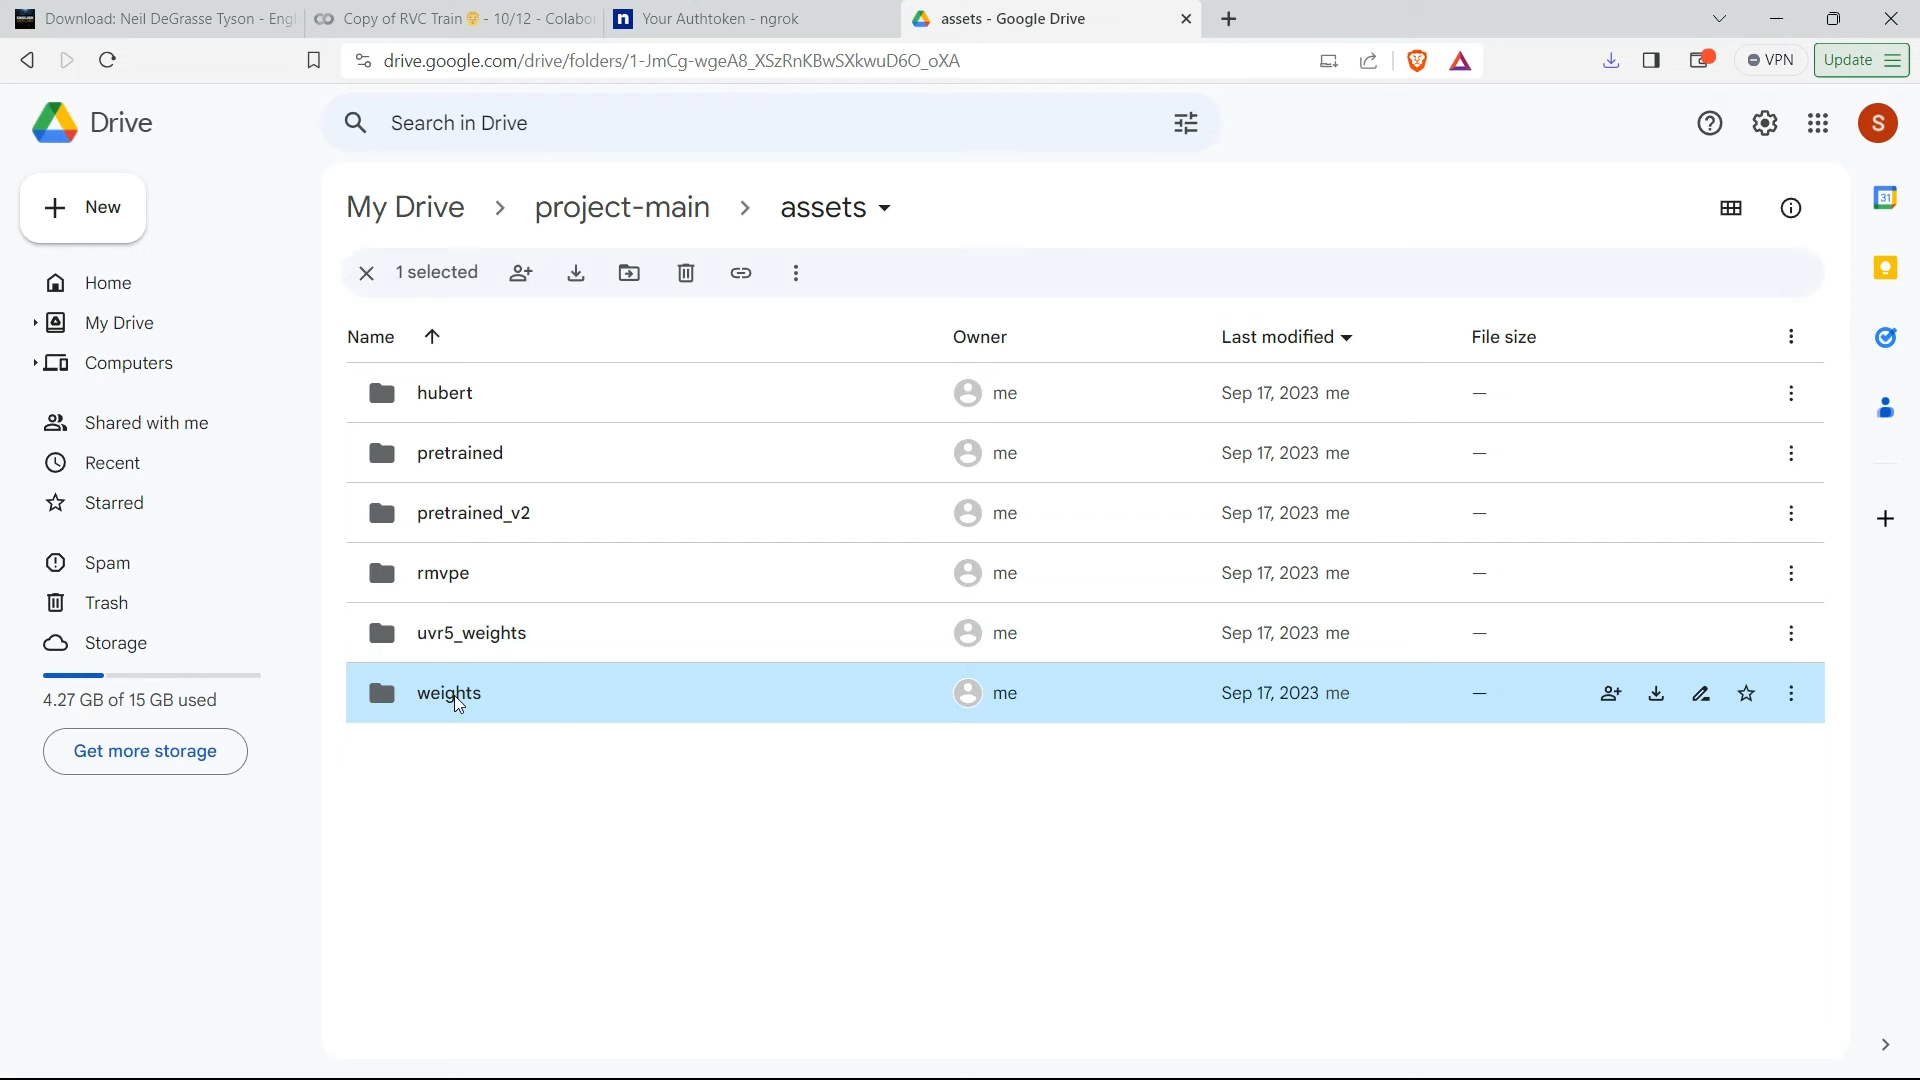 Download: Neil DeGrasse Tyson - Engl
Copy of RVC Train - 10/12 - Colabo
Your Authtoken - ngrok
assets - Google Drive
drive.google.com/drive/folders/1-JmCg-wgeA8_XSzRnKBwSXkwuD6O_oXA
VPN
Update
Drive
Search in Drive
S
New
My Drive > project-main > assets
31
1 selected
Home
My Drive
Computers
Shared with me
Recent
Starred
Spam
Trash
Storage
4.27 GB of 15 GB used
Get more storage
Name Owner Last modified File size
hubert me Sep 17, 2023 me —
pretrained me Sep 17, 2023 me —
pretrained_v2 me Sep 17, 2023 me —
rmvpe me Sep 17, 2023 me —
uvr5_weights me Sep 17, 2023 me —
weights me Sep 17, 2023 me —